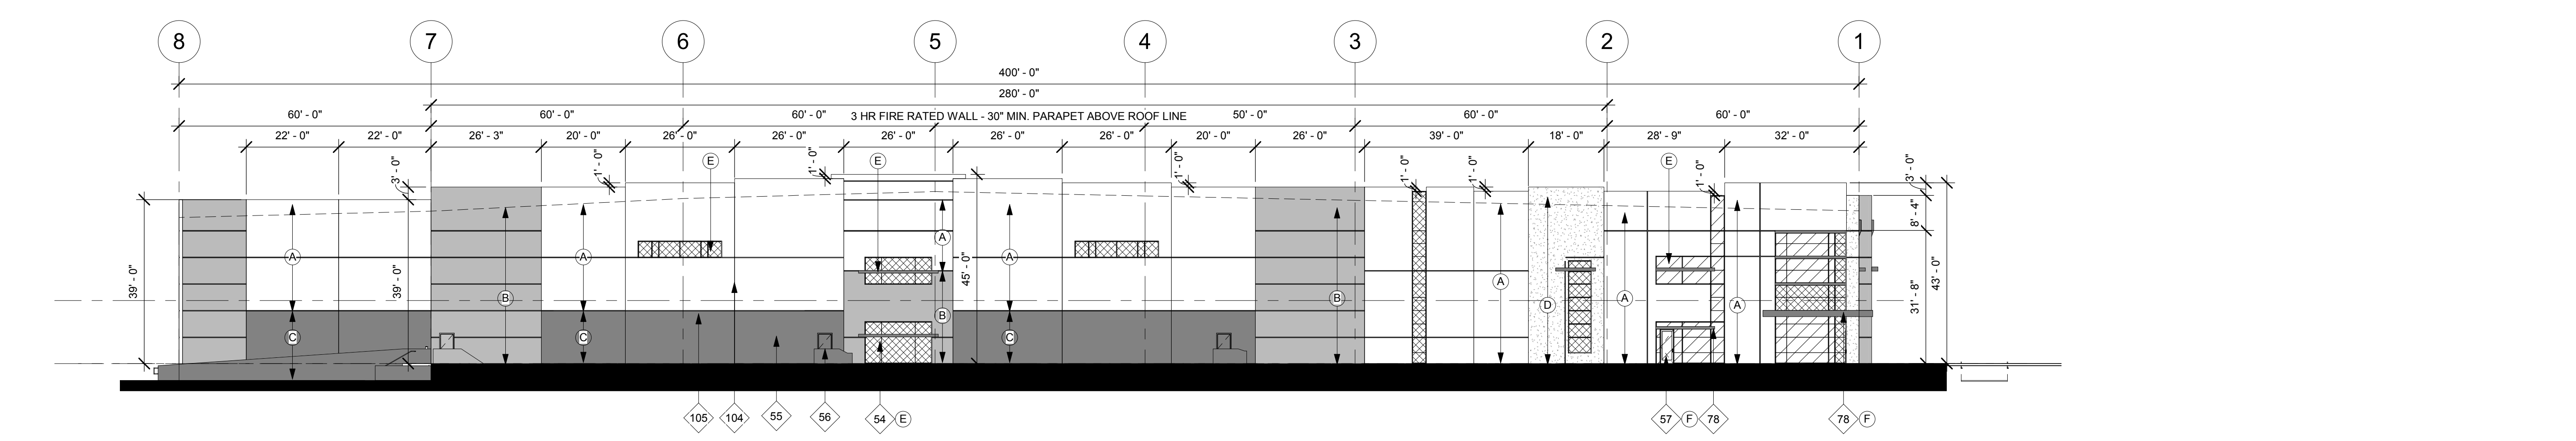 8 7 6 5 4 3 2 1
400' - 0"
280' - 0"
60' - 0" 60' - 0" 60' - 0" 3 HR FIRE RATED WALL - 30" MIN. PARAPET ABOVE ROOF LINE 50' - 0" 60' - 0" 60' - 0"
22' - 0" 22' - 0" 26' - 3" 20' - 0" 26' - 0" 26' - 0" 26' - 0" 26' - 0" 26' - 0" 20' - 0" 26' - 0" 39' - 0" 18' - 0" 28' - 9" 32' - 0"
3' - 0" 1' - 0" E 1' - 0" E 1' - 0" 1' - 0" 1' - 0" E 1' - 0" 3' - 0"
8' - 4"
A A A A A
39' - 0" 39' - 0" 45' - 0" 31' - 8" 43' - 0"
B B B A D A A
C C C
105 104 55 56 54 E 57 F 78 78 F